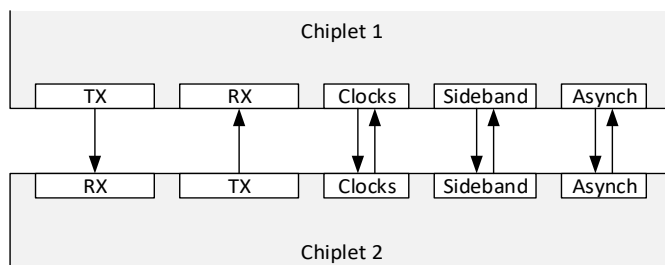 Chiplet 1
TX RX Clocks Sideband Asynch
RX TX Clocks Sideband Asynch
Chiplet 2